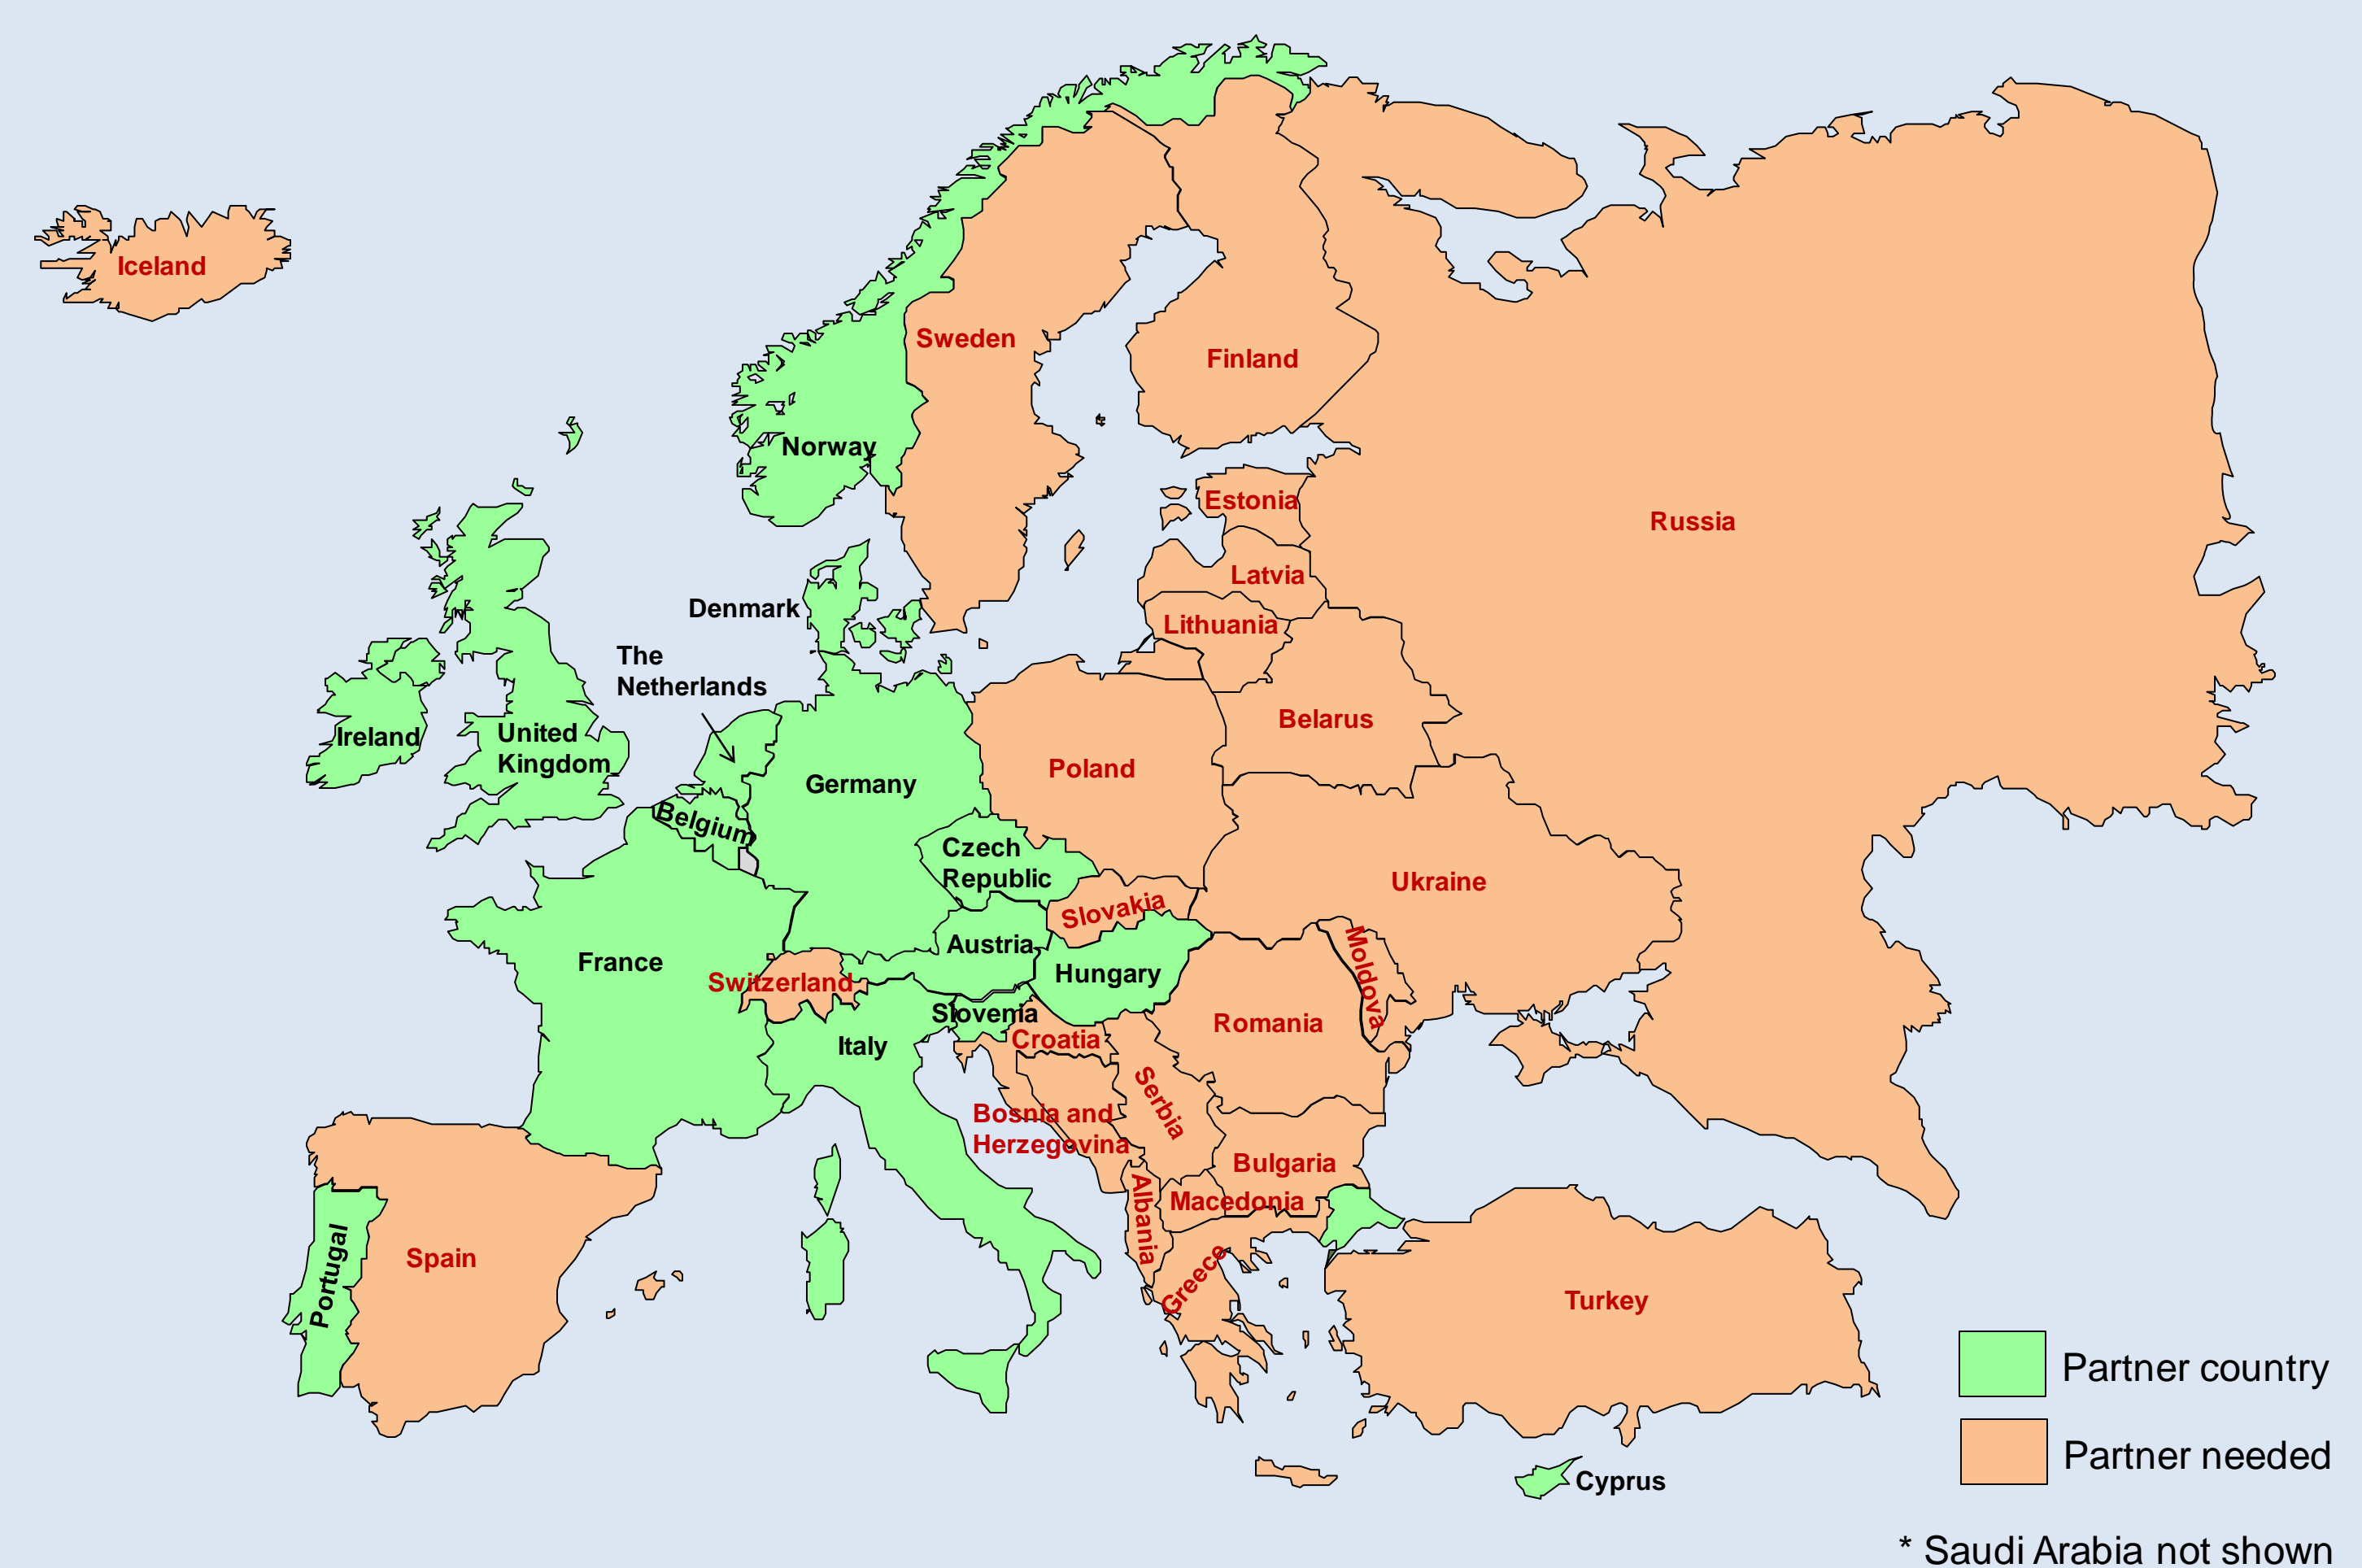 Iceland
Sweden
Finland
Norway
Estonia
Russia
Latvia
Denmark
Lithuania
The
Netherlands
Belarus
Ireland
United
Kingdom
Germany
Poland
Belgium
Czech
Republic
Ukraine
Slovakia
Austria
France
Hungary
Moldova
Switzerland
Slovenia
Romania
Croatia
Italy
Serbia
Bosnia and
Herzegovina
Bulgaria
Macedonia
Albania
Portugal
Spain
Greece
Turkey
Partner country
Partner needed
Cyprus
* Saudi Arabia not shown